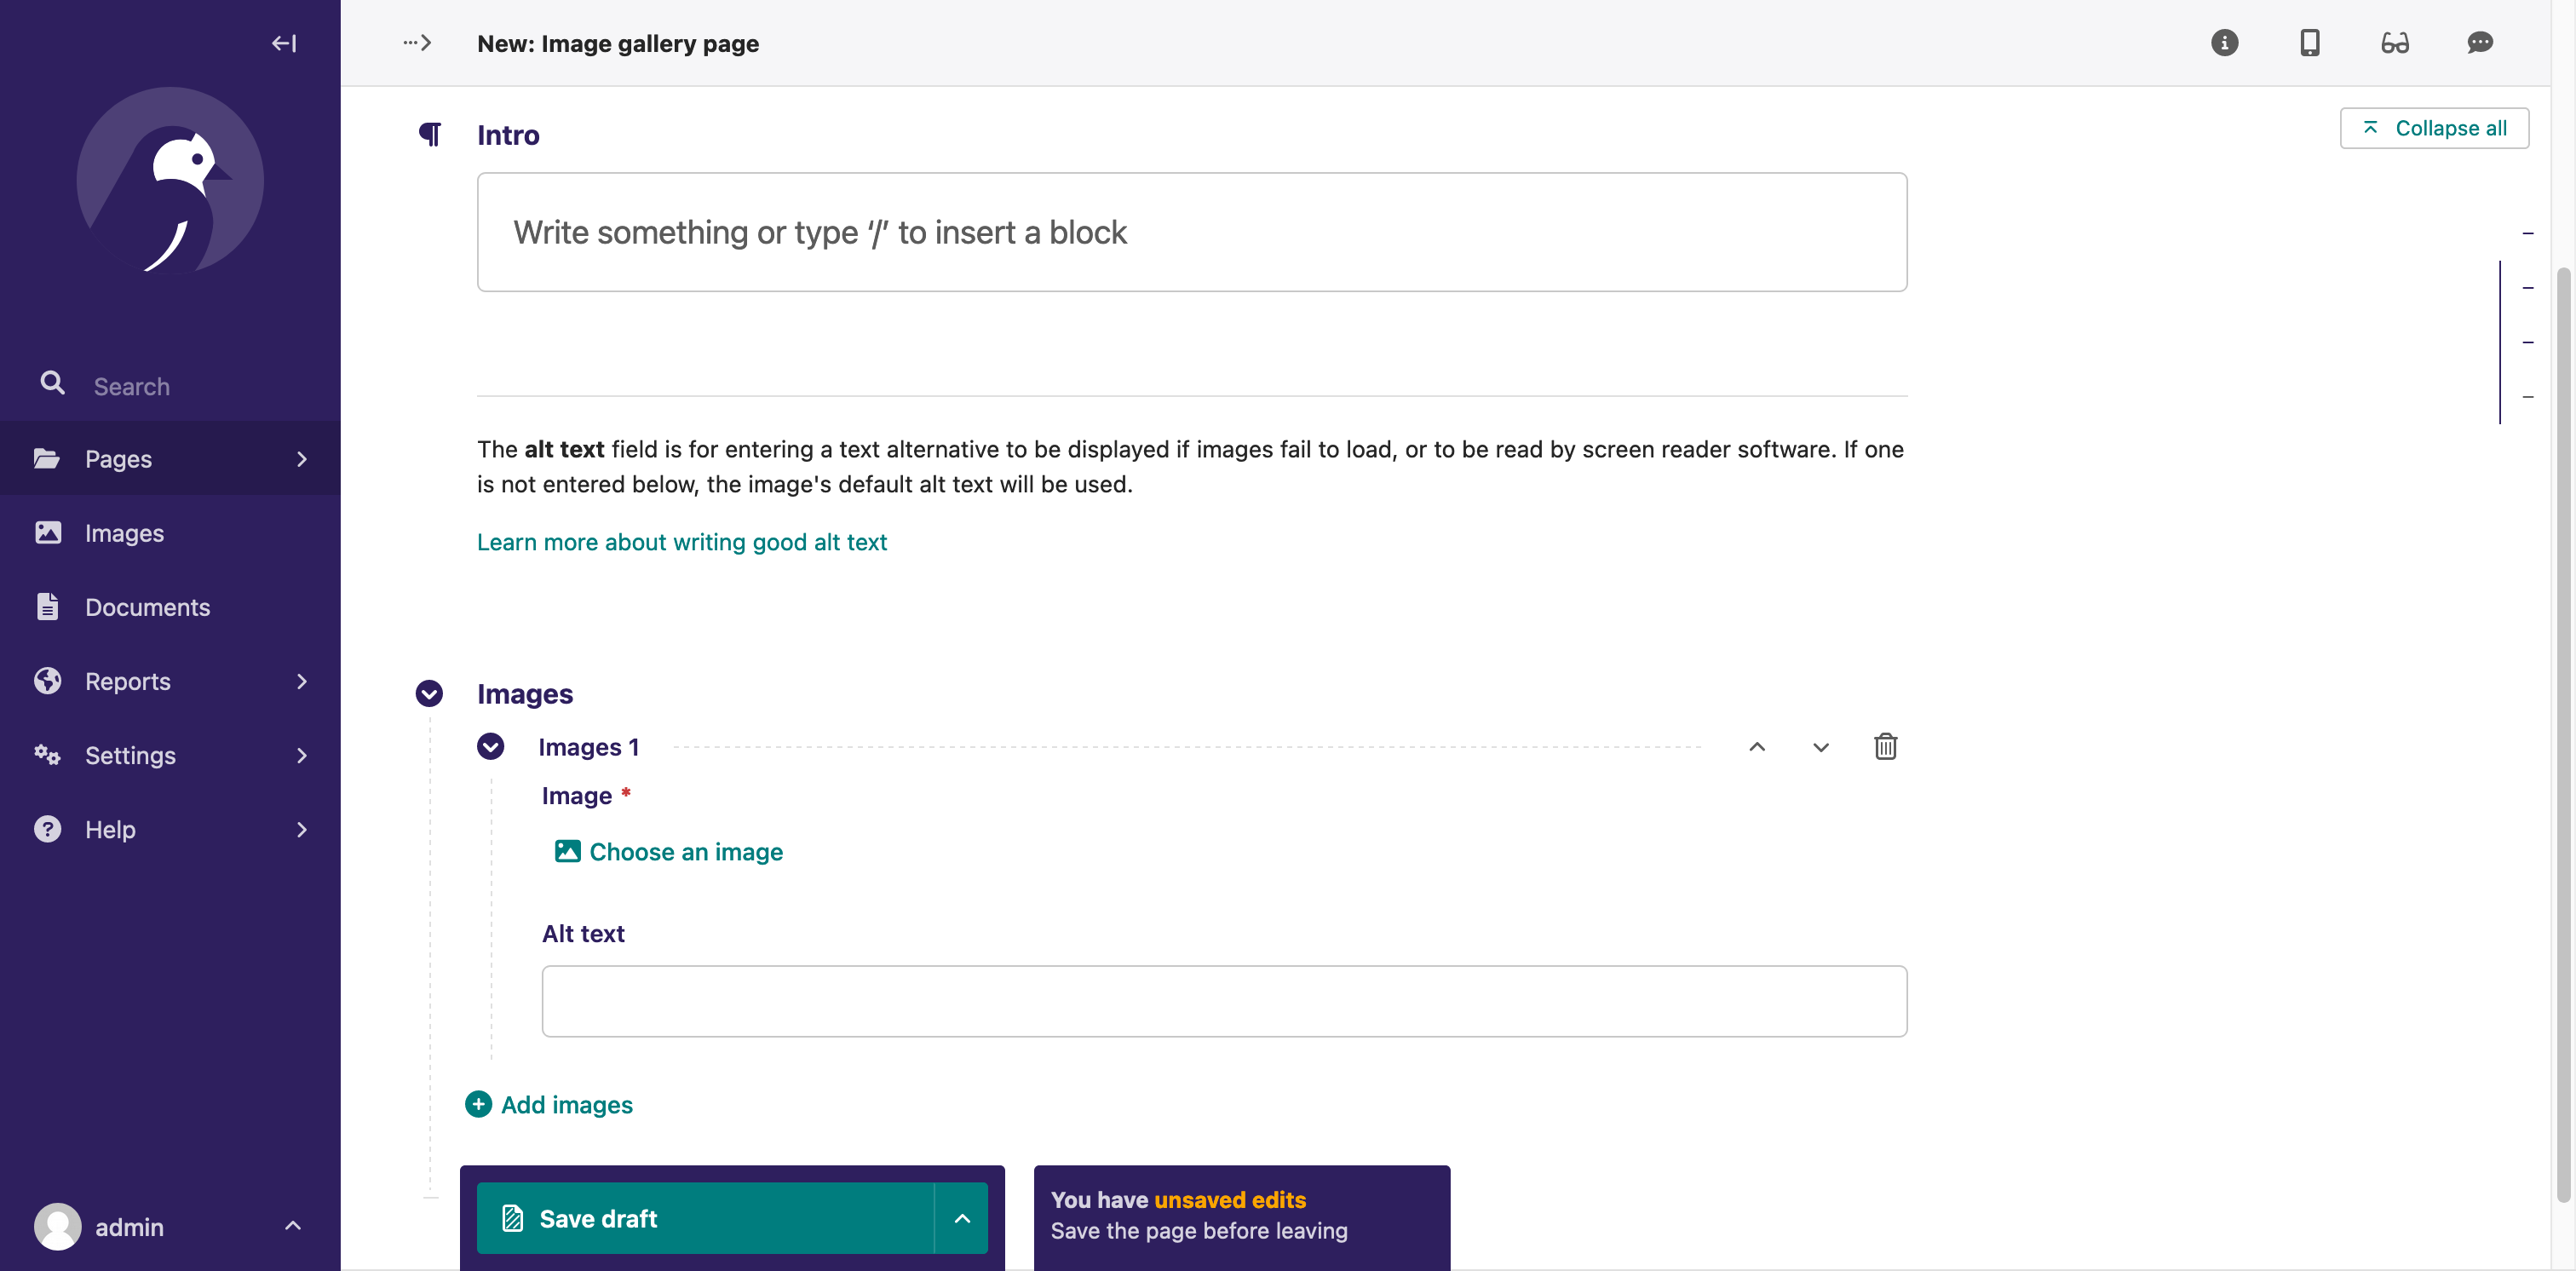 New: Image gallery page
Search
Pages
Images
Documents
Reports
Settings
Help
admin
Intro
Collapse all
Write something or type ‘/’ to insert a block
The alt text field is for entering a text alternative to be displayed if images fail to load, or to be read by screen reader software. If one
is not entered below, the image's default alt text will be used.
Learn more about writing good alt text
Images
Images 1
Image *
Choose an image
Alt text
Add images
Save draft
You have unsaved edits
Save the page before leaving